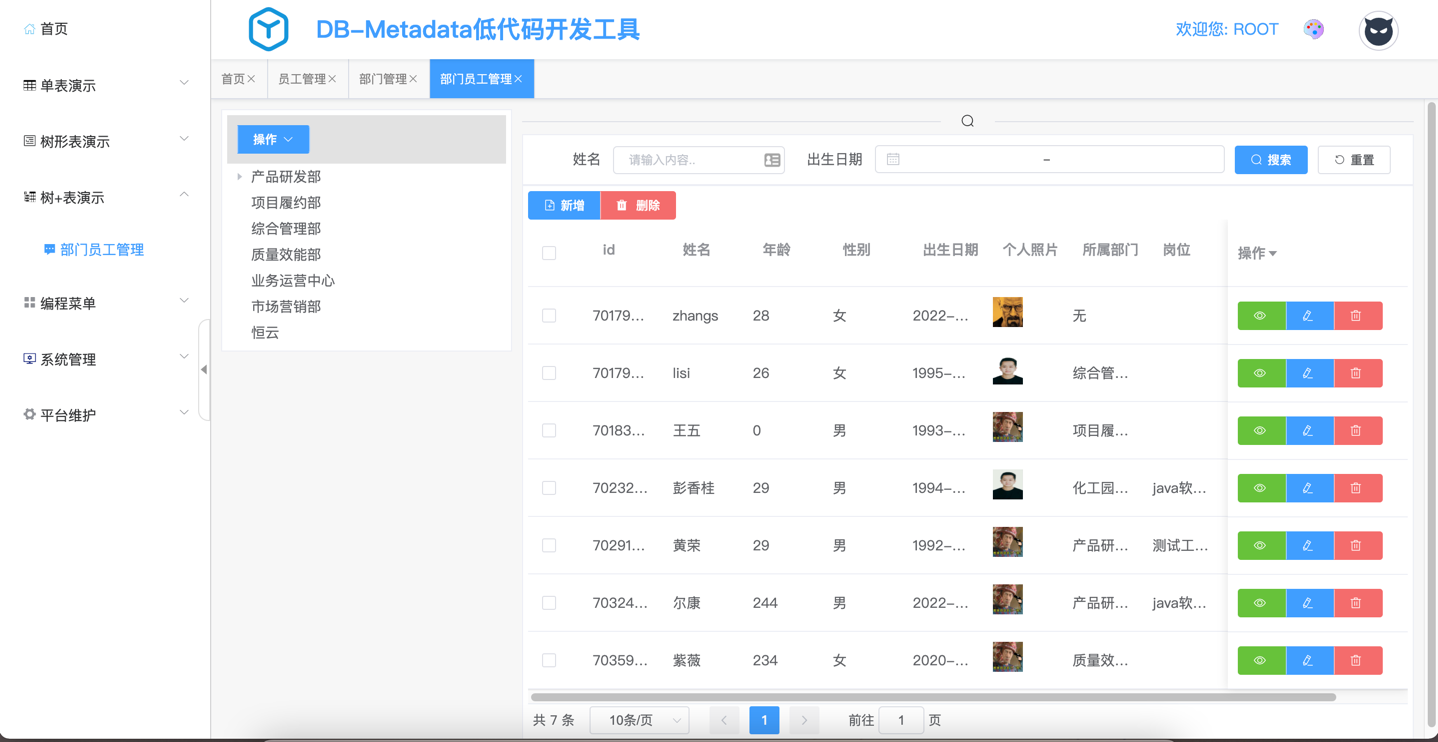 首页
单表演示
树形表演示
树+表演示
部门员工管理
编程菜单
系统管理
平台维护
DB-Metadata低代码开发工具
欢迎您: ROOT
首页× 员工管理× 部门管理× 部门员工管理×
操作
产品研发部
项目履约部
综合管理部
质量效能部
业务运营中心
市场营销部
恒云
姓名 请输入内容.. 出生日期 – 搜索 重置
新增 删除
id 姓名 年龄 性别 出生日期 个人照片 所属部门 岗位 操作
70179... zhangs 28 女 2022-... 无
70179... lisi 26 女 1995-... 综合管...
70183... 王五 0 男 1993-... 项目履...
70232... 彭香桂 29 男 1994-... 化工园... java软...
70291... 黄荣 29 男 1992-... 产品研... 测试工...
70324... 尔康 244 男 2022-... 产品研... java软...
70359... 紫薇 234 女 2020-... 质量效...
共 7 条 10条/页 1 前往 1 页